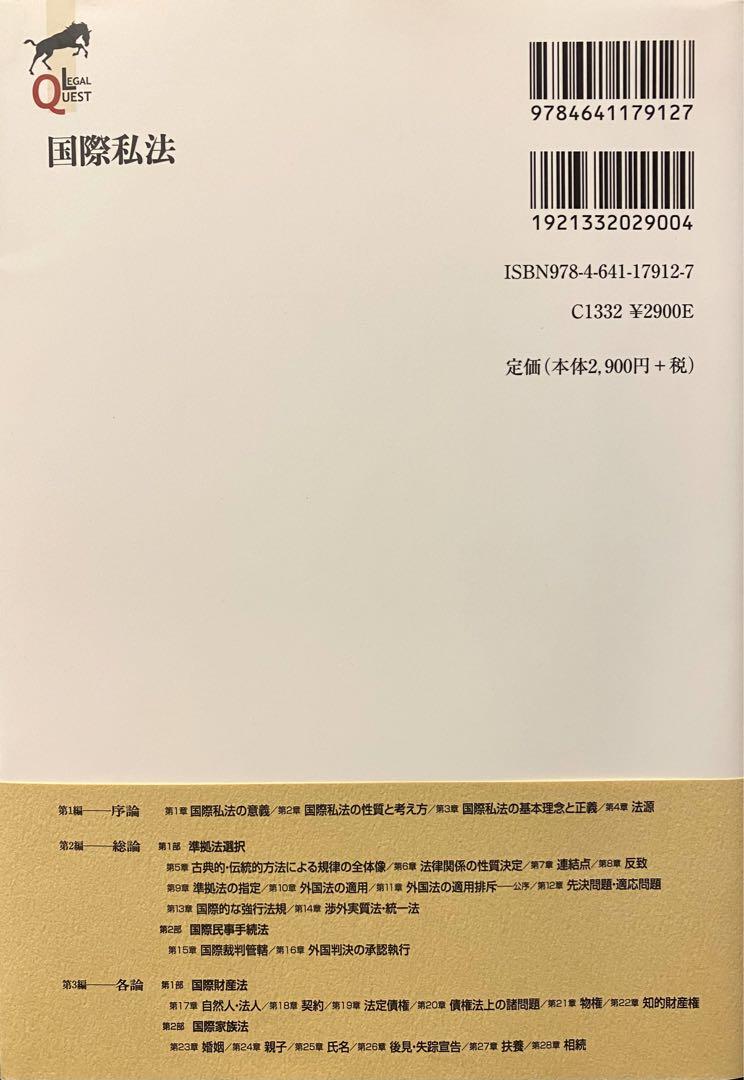 LEGAL
QUEST
国際私法
9784641179127
1921332029004
ISBN978-4-641-17912-7
C1332 ¥2900E
定価(本体2,900円+税)
第1編――序論 第1章 国際私法の意義/第2章 国際私法の性質と考え方/第3章 国際私法の基本理念と正義/第4章 法源
第2編――総論 第1部 準拠法選択
第5章 古典的・伝統的方法による規律の全体像/第6章 法律関係の性質決定/第7章 連結点/第8章 反致
第9章 準拠法の指定/第10章 外国法の適用/第11章 外国法の適用排斥――公序/第12章 先決問題・適応問題
第13章 国際的な強行法規/第14章 渉外実質法・統一法
第2部 国際民事手続法
第15章 国際裁判管轄/第16章 外国判決の承認執行
第3編――各論 第1部 国際財産法
第17章 自然人・法人/第18章 契約/第19章 法定債権/第20章 債権法上の諸問題/第21章 物権/第22章 知的財産権
第2部 国際家族法
第23章 婚姻/第24章 親子/第25章 氏名/第26章 後見・失踪宣告/第27章 扶養/第28章 相続